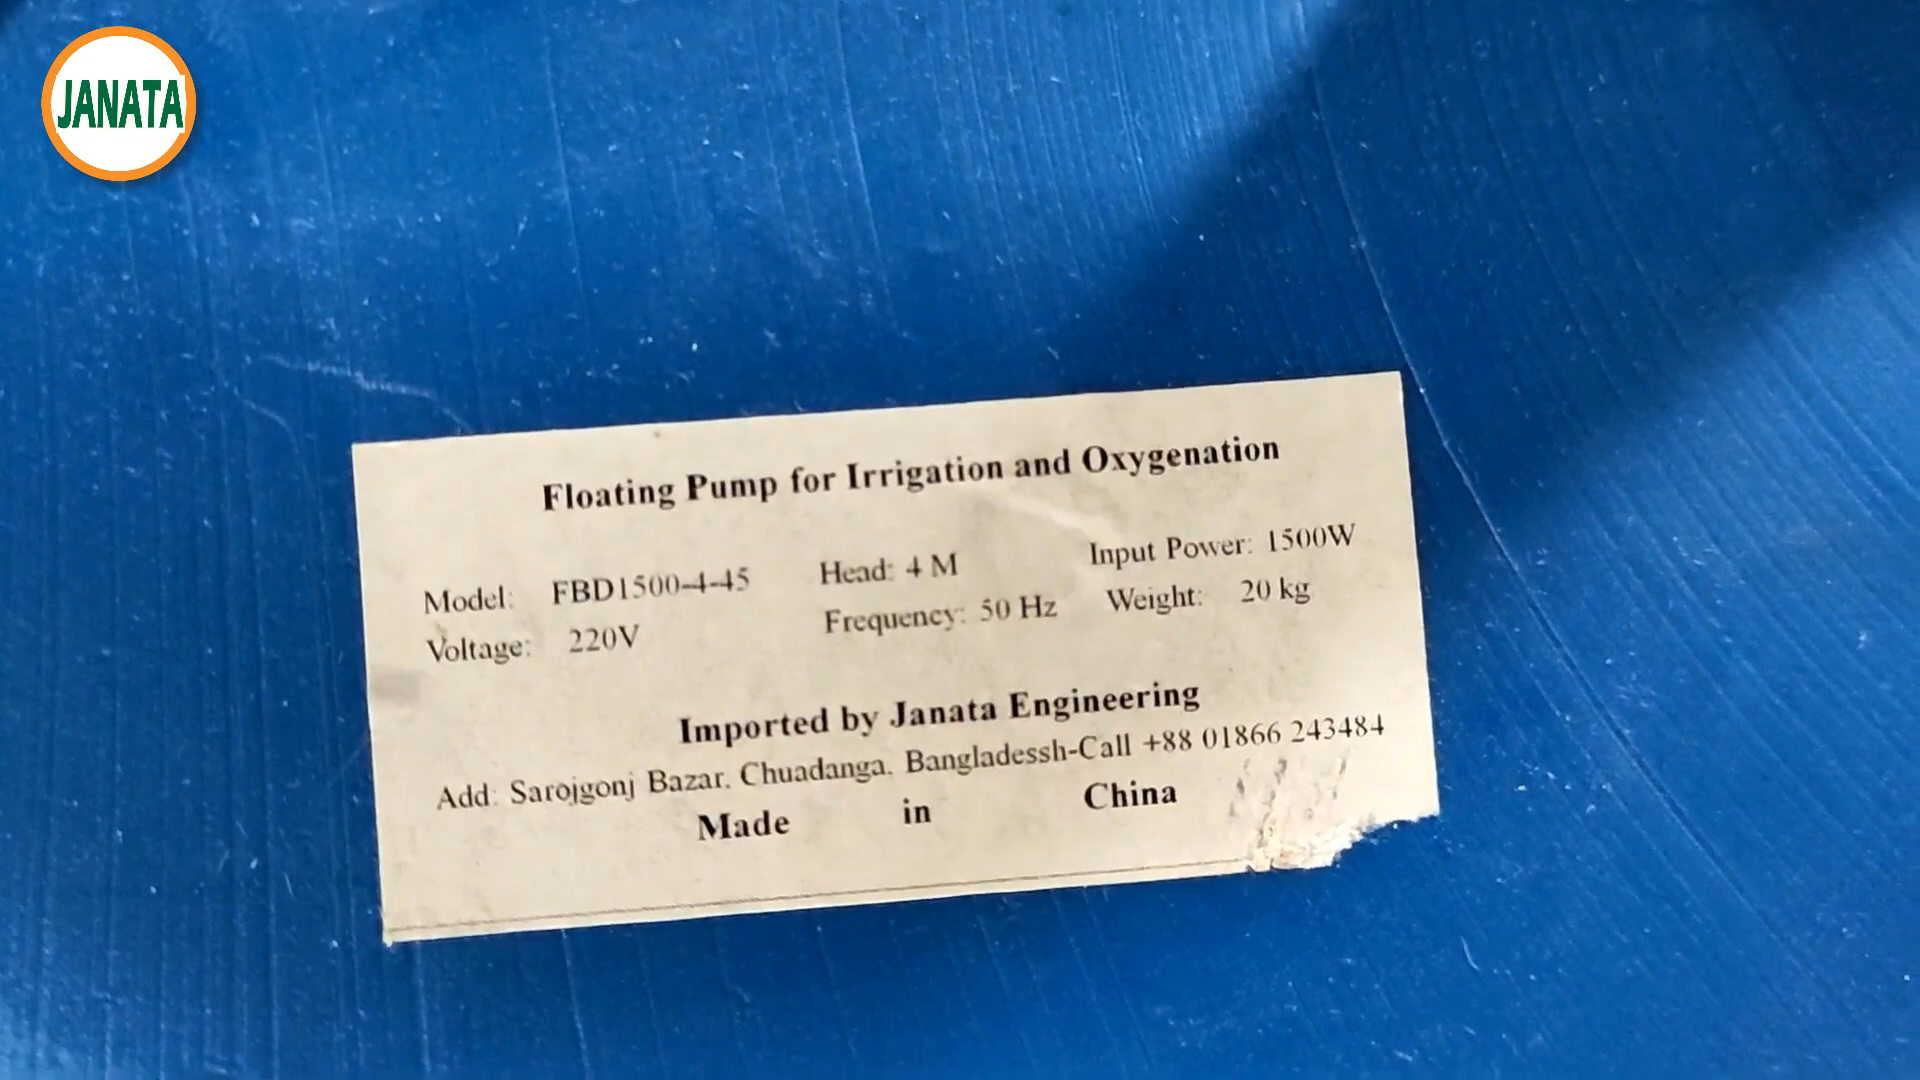 JANATA
Floating Pump for Irrigation and Oxygenation
Model: FBD1500-4-45 Head: 4 M Input Power: 1500W
Voltage: 220V Frequency: 50 Hz Weight: 20 kg
Imported by Janata Engineering
Add: Sarojgonj Bazar, Chuadanga, Bangladessh-Call +88 01866 243484
Made in China